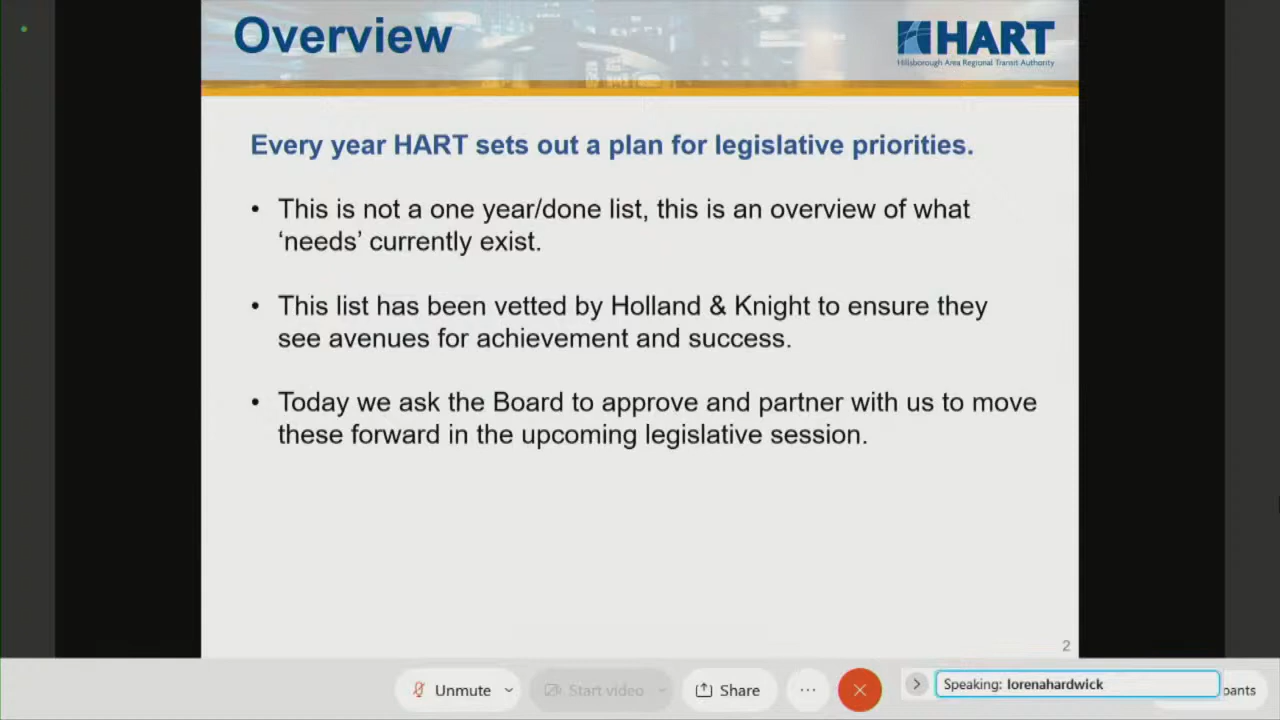 Overview
HART
Hillsborough Area Regional Transit Authority
Every year HART sets out a plan for legislative priorities.
• This is not a one year/done list, this is an overview of what
‘needs’ currently exist.
• This list has been vetted by Holland & Knight to ensure they
see avenues for achievement and success.
• Today we ask the Board to approve and partner with us to move
these forward in the upcoming legislative session.
2
Unmute
Start video
Share
Speaking: lorenahardwick
pants